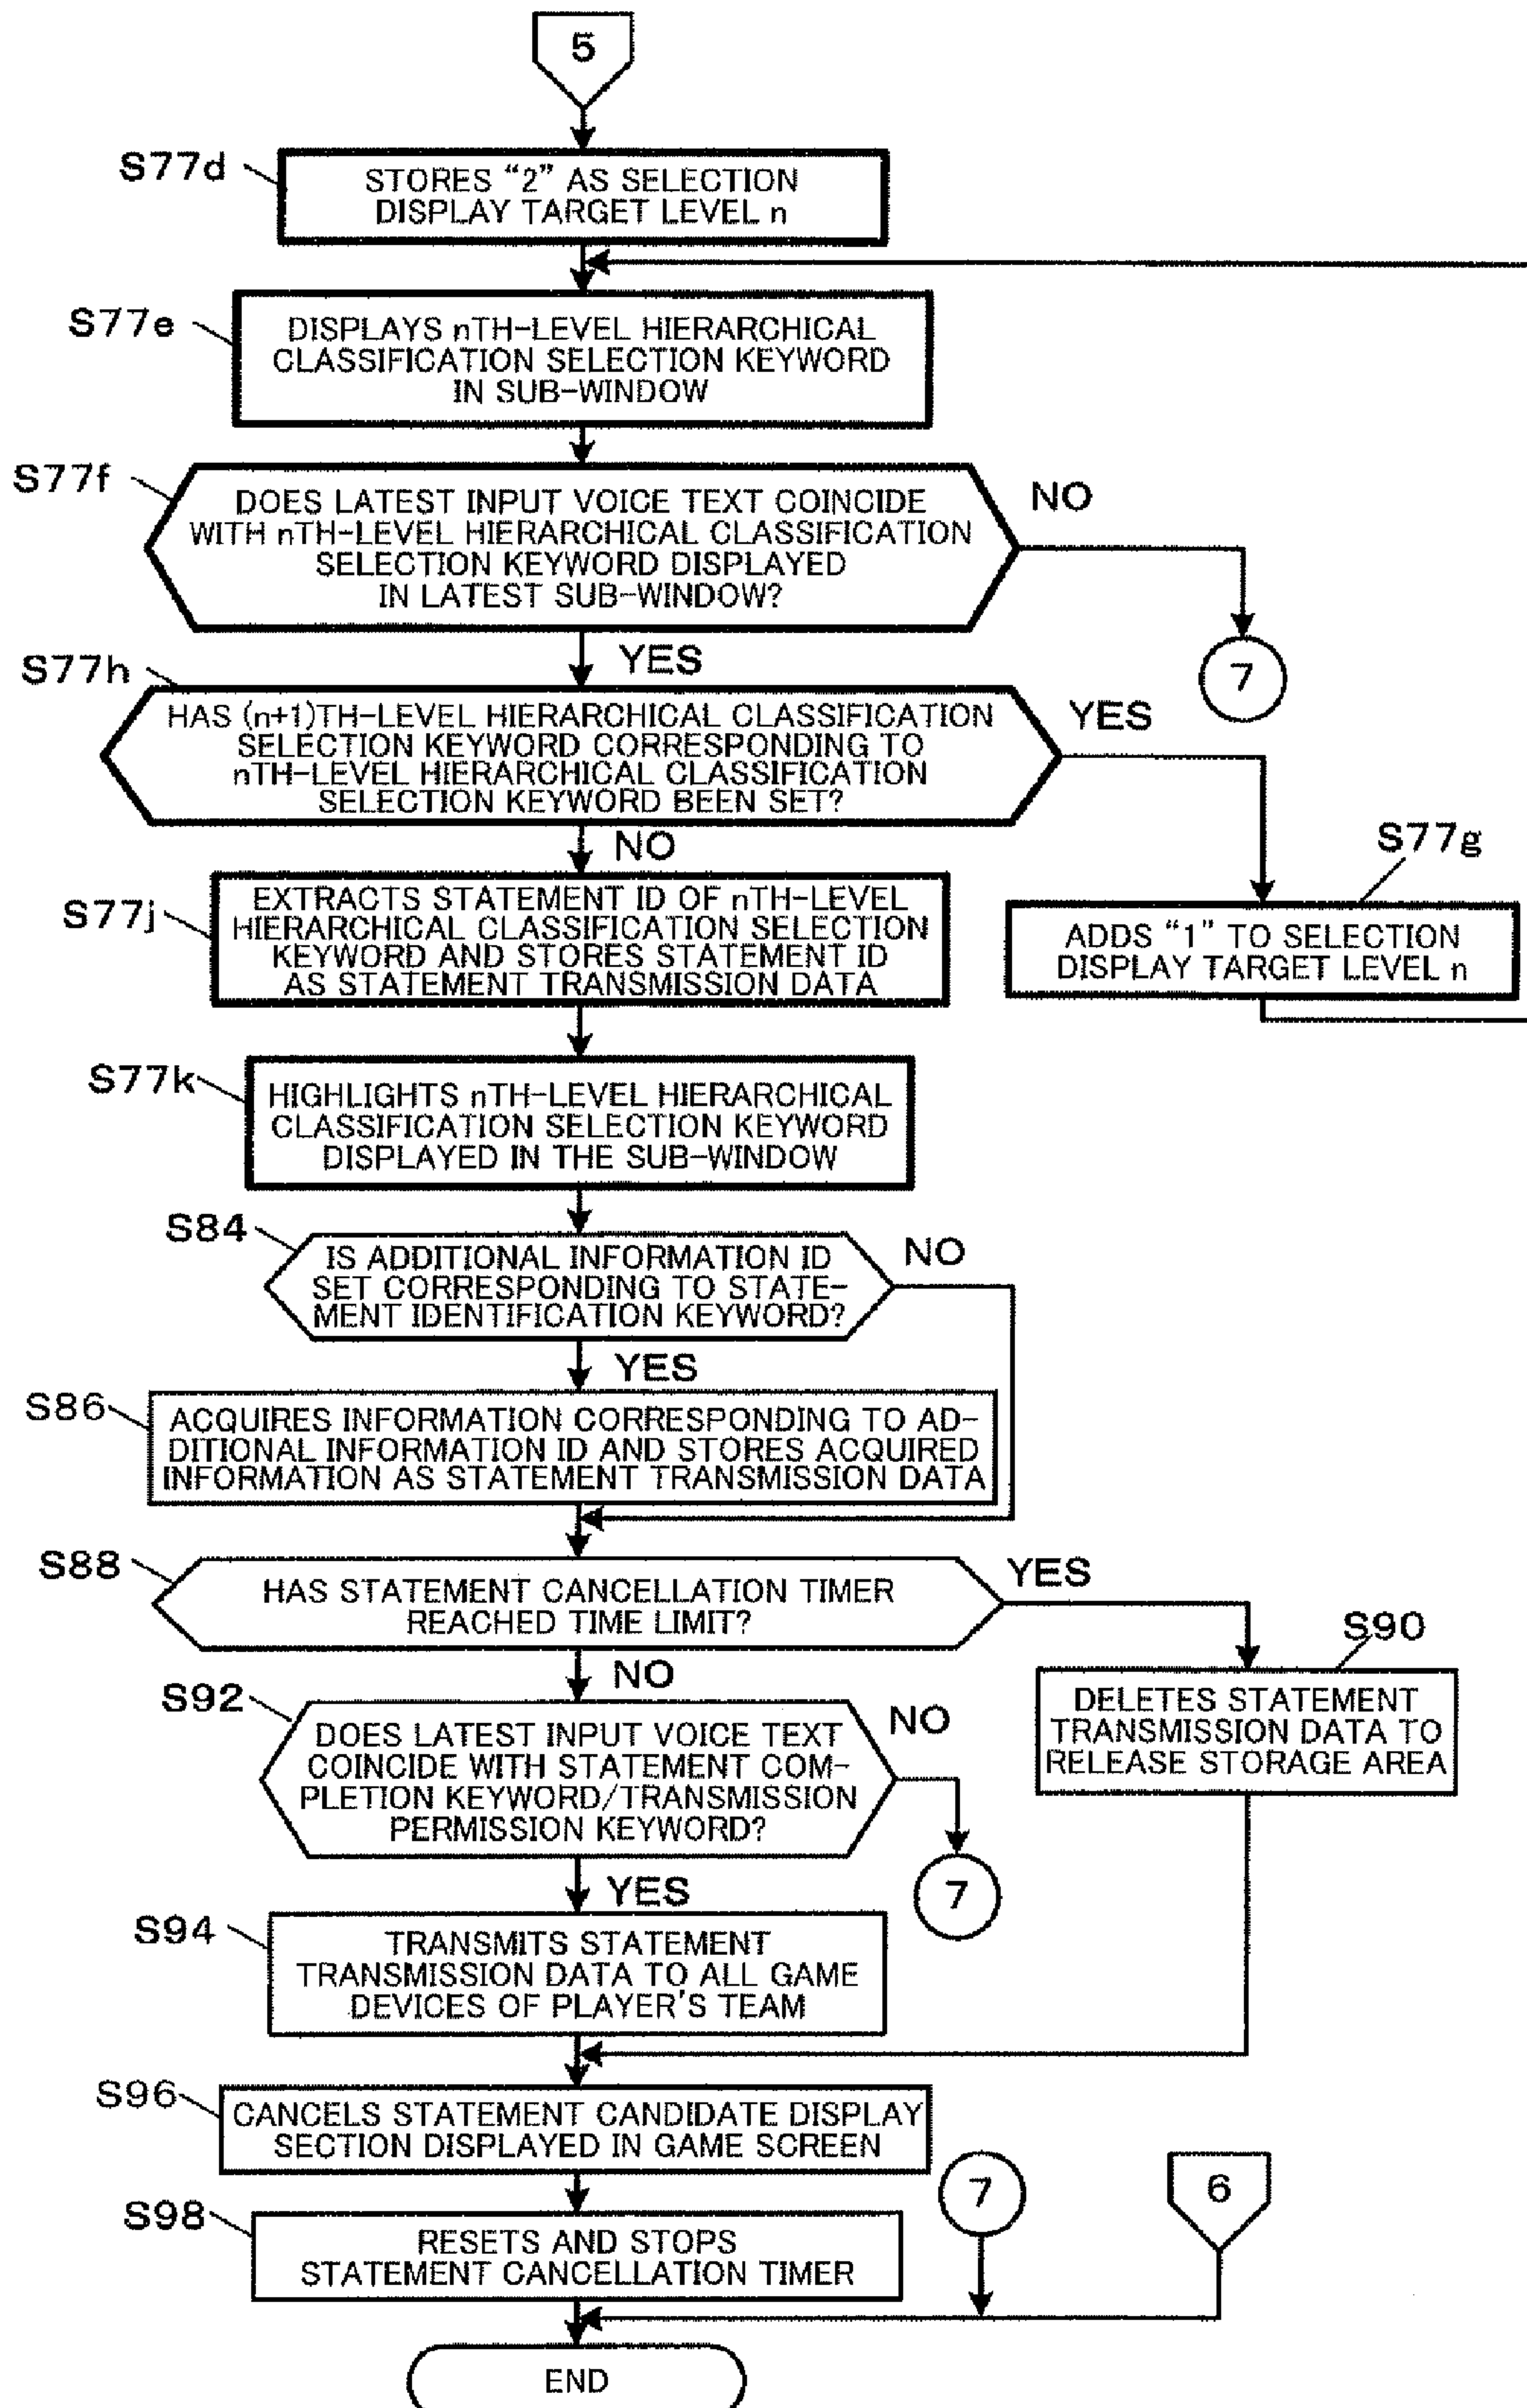 5
S77d
STORES “2” AS SELECTION
DISPLAY TARGET LEVEL n
S77e
DISPLAYS nTH-LEVEL HIERARCHICAL
CLASSIFICATION SELECTION KEYWORD
IN SUB-WINDOW
S77f
DOES LATEST INPUT VOICE TEXT COINCIDE
WITH nTH-LEVEL HIERARCHICAL CLASSIFICATION
SELECTION KEYWORD DISPLAYED
IN LATEST SUB-WINDOW?
NO
7
YES
S77h
HAS (n+1)TH-LEVEL HIERARCHICAL CLASSIFICATION
SELECTION KEYWORD CORRESPONDING TO
nTH-LEVEL HIERARCHICAL CLASSIFICATION
SELECTION KEYWORD BEEN SET?
YES
NO
S77g
ADDS “1” TO SELECTION
DISPLAY TARGET LEVEL n
S77j
EXTRACTS STATEMENT ID OF nTH-LEVEL
HIERARCHICAL CLASSIFICATION SELECTION
KEYWORD AND STORES STATEMENT ID
AS STATEMENT TRANSMISSION DATA
S77k
HIGHLIGHTS nTH-LEVEL HIERARCHICAL
CLASSIFICATION SELECTION KEYWORD
DISPLAYED IN THE SUB-WINDOW
S84
IS ADDITIONAL INFORMATION ID
SET CORRESPONDING TO STATE-
MENT IDENTIFICATION KEYWORD?
NO
YES
S86
ACQUIRES INFORMATION CORRESPONDING TO AD-
DITIONAL INFORMATION ID AND STORES ACQUIRED
INFORMATION AS STATEMENT TRANSMISSION DATA
S88
HAS STATEMENT CANCELLATION TIMER
REACHED TIME LIMIT?
YES
NO
S90
DELETES STATEMENT
TRANSMISSION DATA TO
RELEASE STORAGE AREA
S92
DOES LATEST INPUT VOICE TEXT
COINCIDE WITH STATEMENT COM-
PLETION KEYWORD/TRANSMISSION
PERMISSION KEYWORD?
NO
7
YES
S94
TRANSMITS STATEMENT
TRANSMISSION DATA TO ALL GAME
DEVICES OF PLAYER’S TEAM
S96
CANCELS STATEMENT CANDIDATE DISPLAY
SECTION DISPLAYED IN GAME SCREEN
7
6
S98
RESETS AND STOPS
STATEMENT CANCELLATION TIMER
END